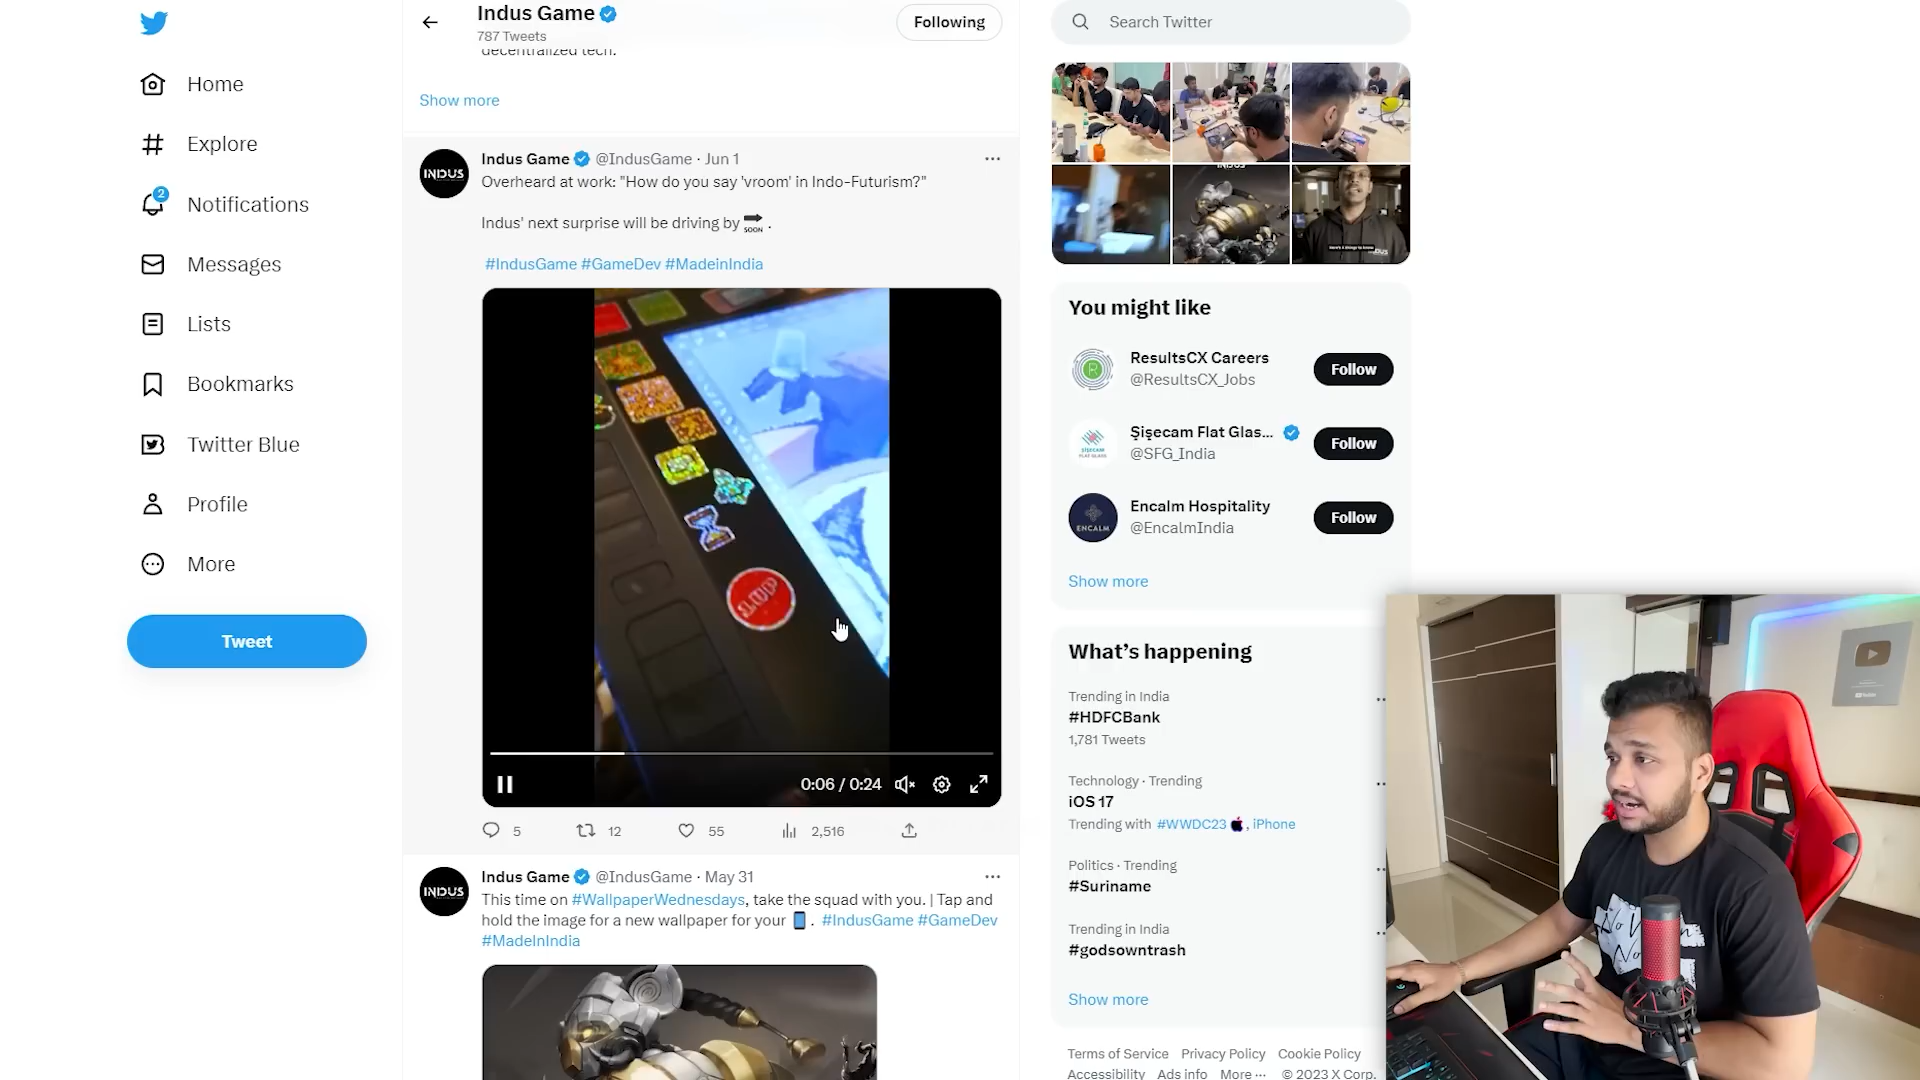 Indus Game
787 Tweets
Following
decentralized tech.
Show more
Search Twitter
Home
Explore
2
Notifications
Messages
Lists
Bookmarks
Twitter Blue
Profile
More
Tweet
INDUS
Indus Game @IndusGame · Jun 1
Overheard at work: "How do you say 'vroom' in Indo-Futurism?"
Indus' next surprise will be driving by SOON .
#IndusGame #GameDev #MadeinIndia
0:06 / 0:24
5 12 55 2,516
INDUS
Indus Game @IndusGame · May 31
This time on #WallpaperWednesdays, take the squad with you. | Tap and
hold the image for a new wallpaper for your . #IndusGame #GameDev
#MadeInIndia
You might like
ResultsCX Careers
@ResultsCX_Jobs
Follow
Şişecam Flat Glas...
@SFG_India
Follow
ENCALM
Encalm Hospitality
@EncalmIndia
Follow
Show more
What's happening
Trending in India
#HDFCBank
1,781 Tweets
Technology · Trending
iOS 17
Trending with #WWDC23 , iPhone
Politics · Trending
#Suriname
Trending in India
#godsowntrash
Show more
Terms of Service Privacy Policy Cookie Policy
Accessibility Ads info More ··· © 2023 X Corp.